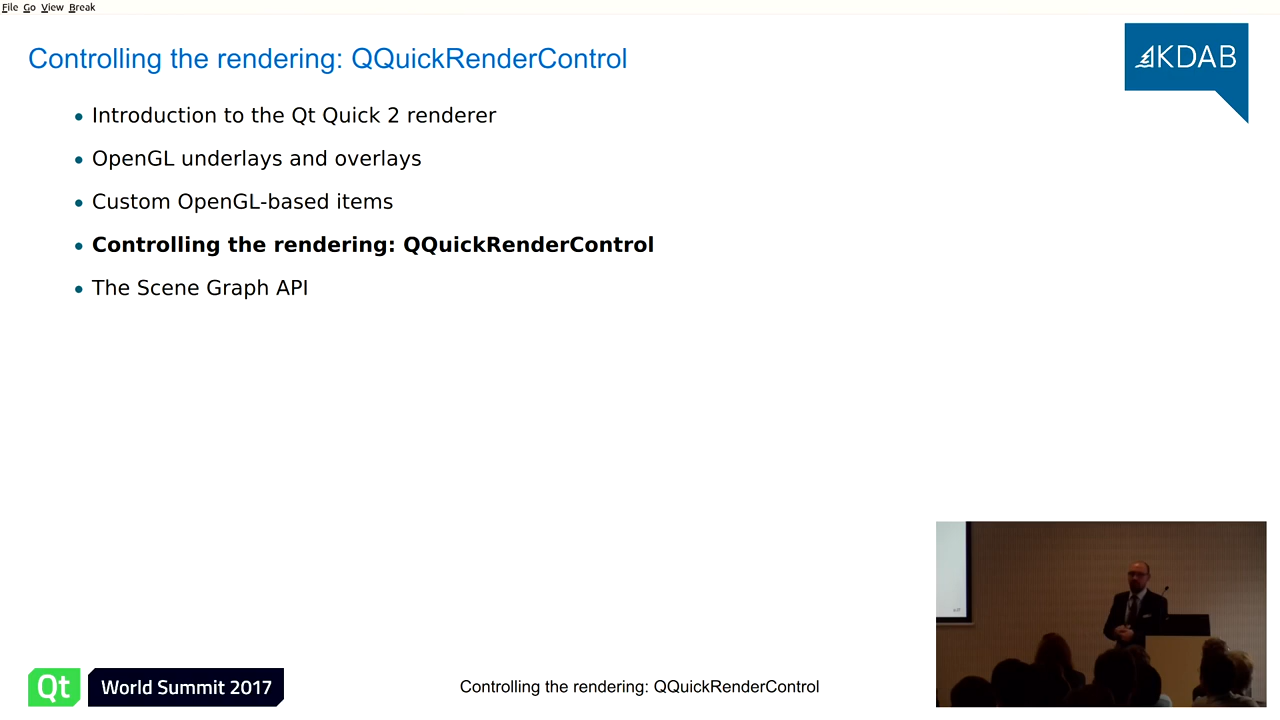 File Go View Break
Controlling the rendering: QQuickRenderControl
KDAB
Introduction to the Qt Quick 2 renderer
OpenGL underlays and overlays
Custom OpenGL-based items
Controlling the rendering: QQuickRenderControl
The Scene Graph API
Qt World Summit 2017
Controlling the rendering: QQuickRenderControl